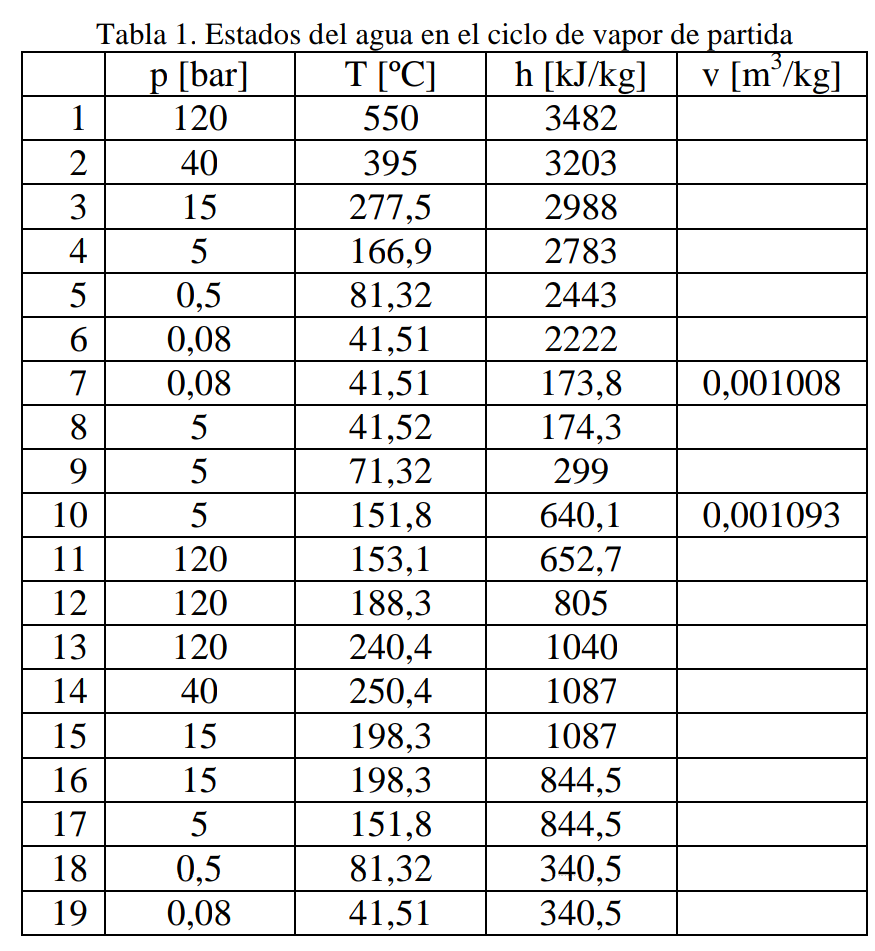 Tabla 1. Estados del agua en el ciclo de vapor de partida
p [bar] T [ºC] h [kJ/kg] v [m³/kg]
1 120 550 3482
2 40 395 3203
3 15 277,5 2988
4 5 166,9 2783
5 0,5 81,32 2443
6 0,08 41,51 2222
7 0,08 41,51 173,8 0,001008
8 5 41,52 174,3
9 5 71,32 299
10 5 151,8 640,1 0,001093
11 120 153,1 652,7
12 120 188,3 805
13 120 240,4 1040
14 40 250,4 1087
15 15 198,3 1087
16 15 198,3 844,5
17 5 151,8 844,5
18 0,5 81,32 340,5
19 0,08 41,51 340,5